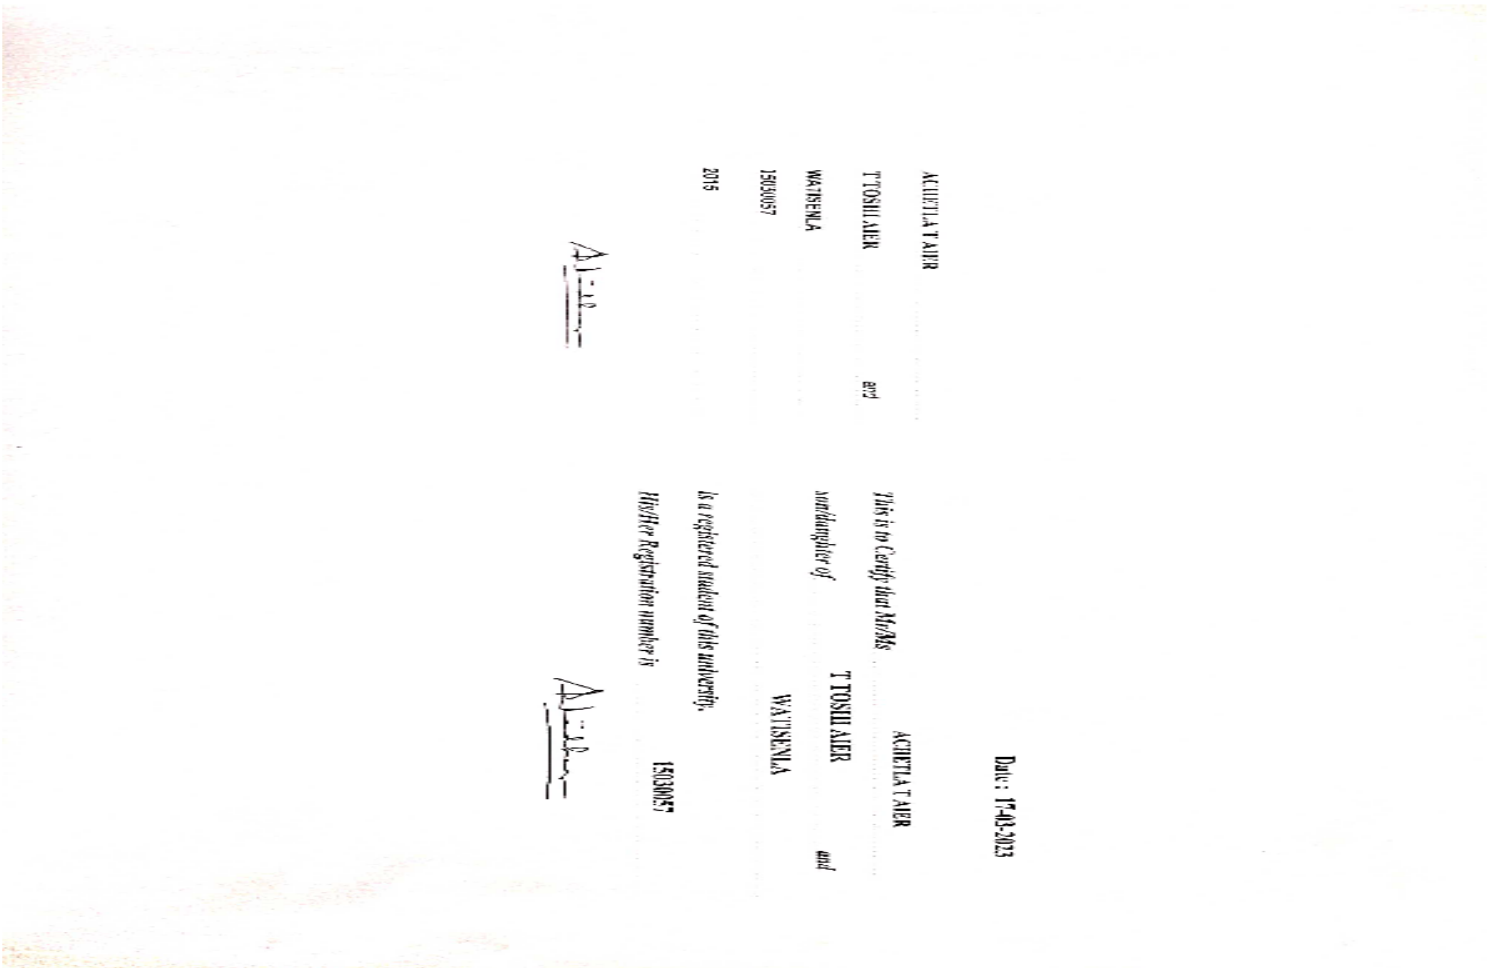 ACHETLA T AIER
T TOSHI AIER and
WATISENLA
15030057
2015
Date : 17-03-2023
This is to Certify that Mr/Ms ACHETLA T AIER
son/daughter of T TOSHI AIER and
WATISENLA
is a registered student of this university.
His/Her Registration number is 15030057